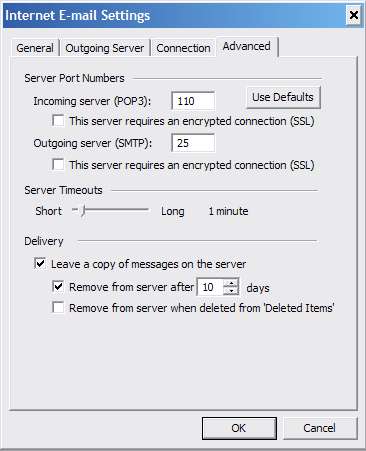 Internet E-mail Settings
General Outgoing Server Connection Advanced
Server Port Numbers
Incoming server (POP3): 110 Use Defaults
This server requires an encrypted connection (SSL)
Outgoing server (SMTP): 25
This server requires an encrypted connection (SSL)
Server Timeouts
Short Long 1 minute
Delivery
Leave a copy of messages on the server
Remove from server after 10 days
Remove from server when deleted from 'Deleted Items'
OK Cancel